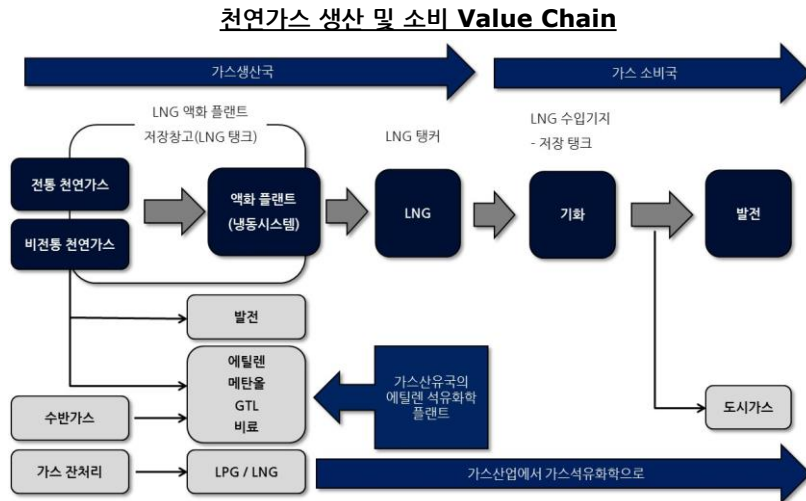 천연가스 생산 및 소비 Value Chain
가스생산국
가스 소비국
LNG 액화 플랜트
저장창고(LNG 탱크)
LNG 탱커
LNG 수입기지
- 저장 탱크
전통 천연가스
비전통 천연가스
액화 플랜트
(냉동시스템)
LNG
기화
발전
발전
에틸렌
메탄올
GTL
비료
가스산유국의
에틸렌 석유화학
플랜트
수반가스
도시가스
가스 잔처리
LPG / LNG
가스산업에서 가스석유화학으로